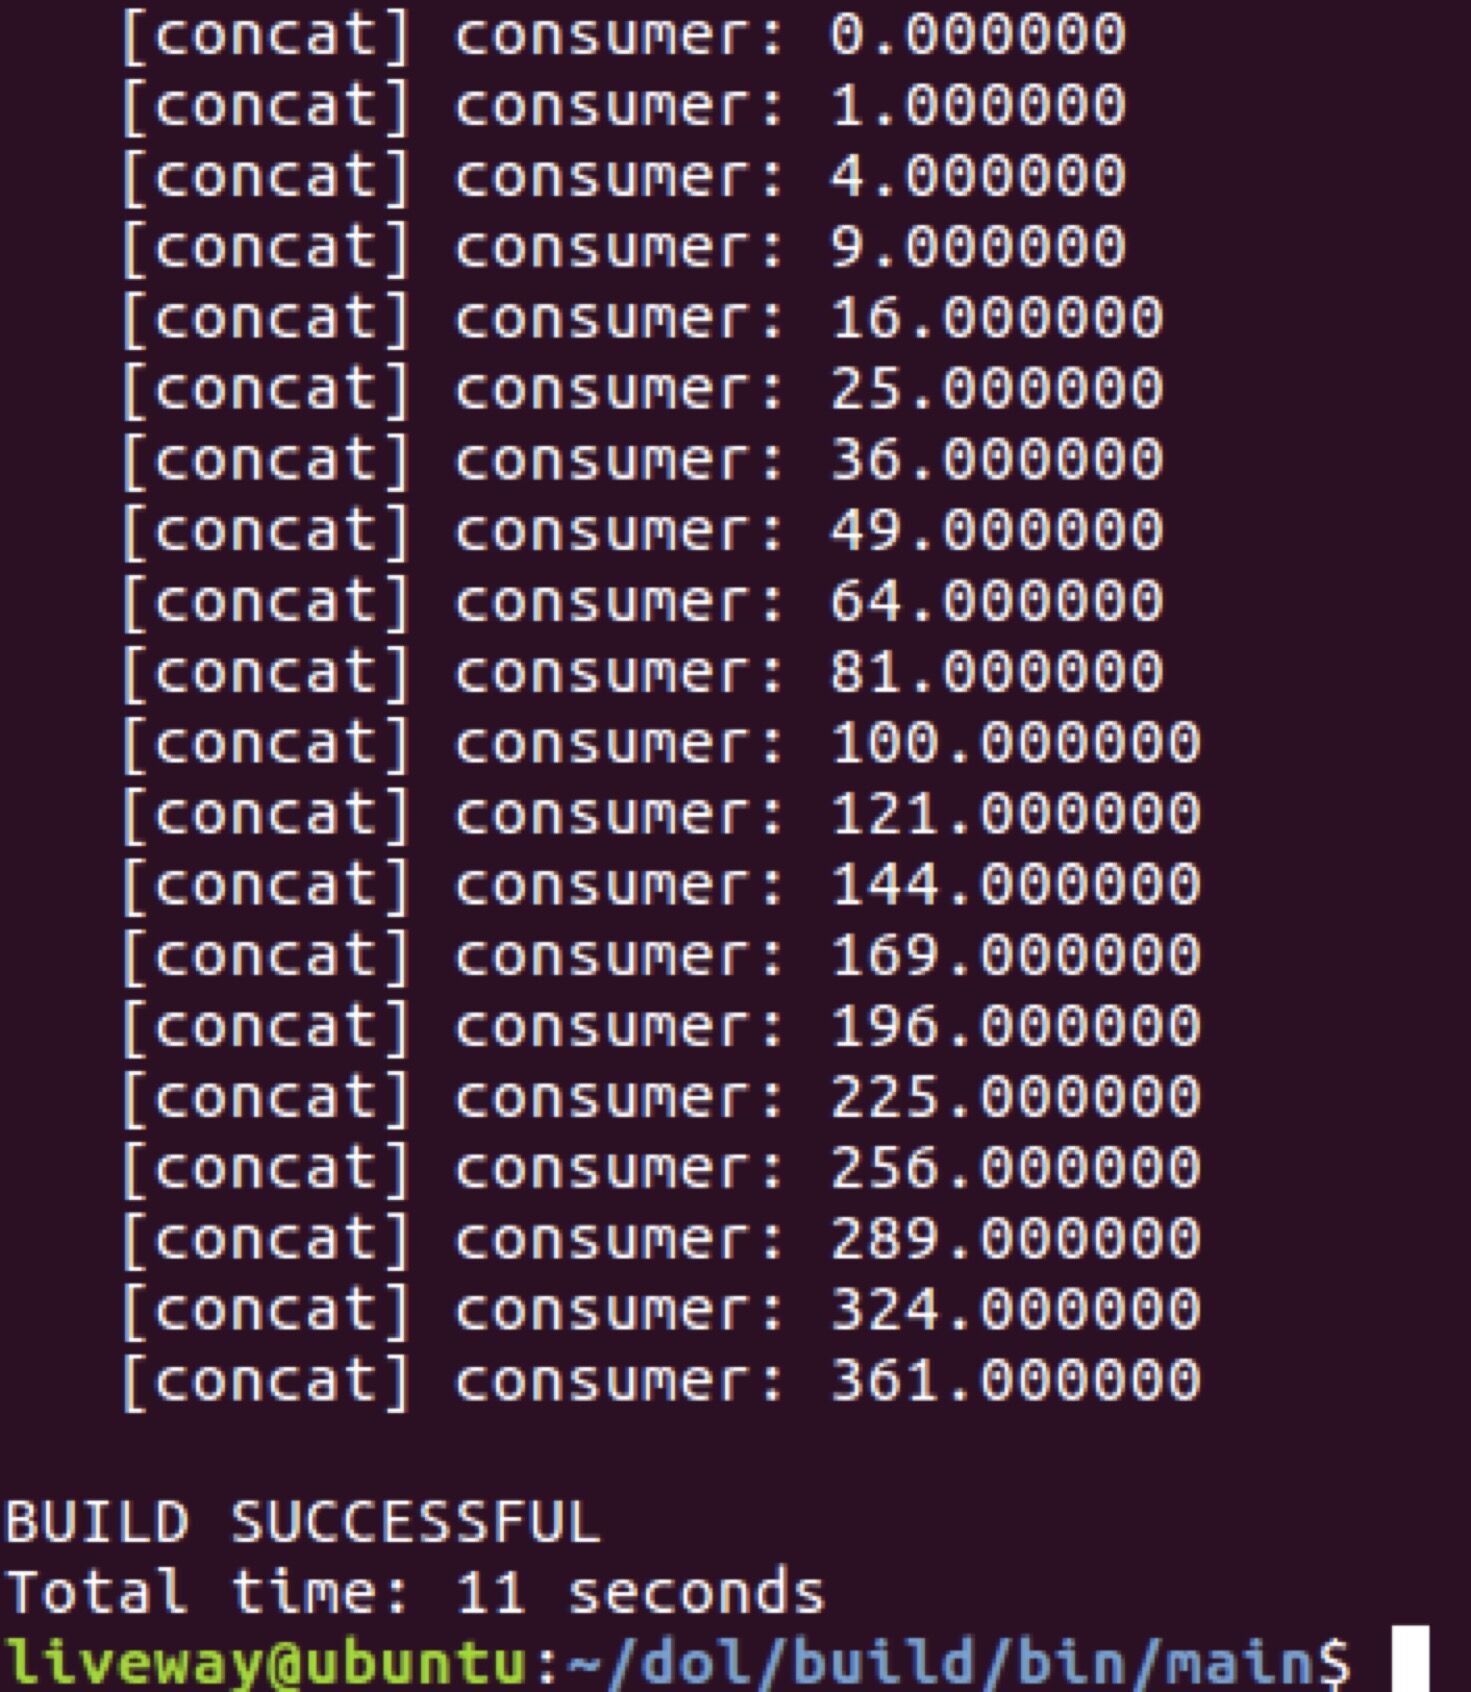 [concat] consumer: 0.000000
[concat] consumer: 1.000000
[concat] consumer: 4.000000
[concat] consumer: 9.000000
[concat] consumer: 16.000000
[concat] consumer: 25.000000
[concat] consumer: 36.000000
[concat] consumer: 49.000000
[concat] consumer: 64.000000
[concat] consumer: 81.000000
[concat] consumer: 100.000000
[concat] consumer: 121.000000
[concat] consumer: 144.000000
[concat] consumer: 169.000000
[concat] consumer: 196.000000
[concat] consumer: 225.000000
[concat] consumer: 256.000000
[concat] consumer: 289.000000
[concat] consumer: 324.000000
[concat] consumer: 361.000000
BUILD SUCCESSFUL
Total time: 11 seconds
liveway@ubuntu:~/dol/build/bin/main$